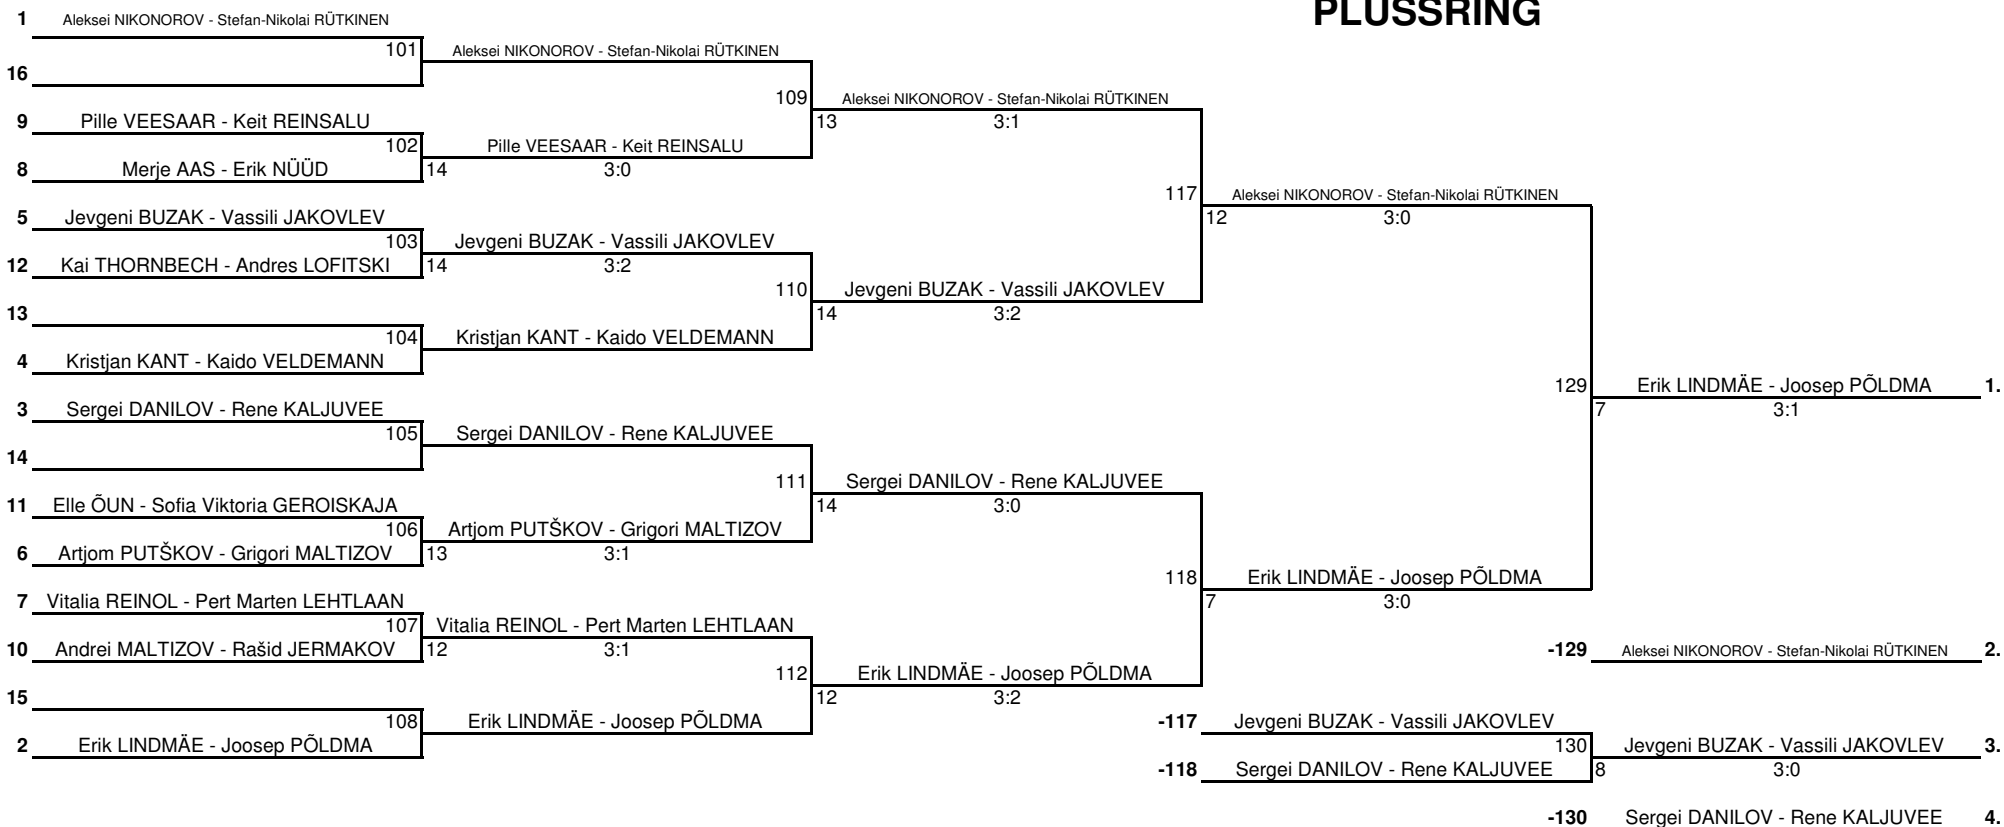 PLUSSRING
1 Aleksei NIKONOROV - Stefan-Nikolai RÜTKINEN
101 Aleksei NIKONOROV - Stefan-Nikolai RÜTKINEN
16
109 Aleksei NIKONOROV - Stefan-Nikolai RÜTKINEN
9 Pille VEESAAR - Keit REINSALU
13 3:1
102 Pille VEESAAR - Keit REINSALU
8 Merje AAS - Erik NÜÜD
14 3:0
117 Aleksei NIKONOROV - Stefan-Nikolai RÜTKINEN
5 Jevgeni BUZAK - Vassili JAKOVLEV
12 3:0
103 Jevgeni BUZAK - Vassili JAKOVLEV
12 Kai THORNBECH - Andres LOFITSKI
14 3:2
110 Jevgeni BUZAK - Vassili JAKOVLEV
13
14 3:2
104 Kristjan KANT - Kaido VELDEMANN
4 Kristjan KANT - Kaido VELDEMANN
129 Erik LINDMÄE - Joosep PÕLDMA 1.
3 Sergei DANILOV - Rene KALJUVEE
7 3:1
105 Sergei DANILOV - Rene KALJUVEE
14
111 Sergei DANILOV - Rene KALJUVEE
11 Elle ÕUN - Sofia Viktoria GEROISKAJA
14 3:0
106 Artjom PUTŠKOV - Grigori MALTIZOV
6 Artjom PUTŠKOV - Grigori MALTIZOV
13 3:1
118 Erik LINDMÄE - Joosep PÕLDMA
7 Vitalia REINOL - Pert Marten LEHTLAAN
7 3:0
107 Vitalia REINOL - Pert Marten LEHTLAAN
10 Andrei MALTIZOV - Rašid JERMAKOV
12 3:1
-129 Aleksei NIKONOROV - Stefan-Nikolai RÜTKINEN 2.
112 Erik LINDMÄE - Joosep PÕLDMA
15
12 3:2
108 Erik LINDMÄE - Joosep PÕLDMA
-117 Jevgeni BUZAK - Vassili JAKOVLEV
2 Erik LINDMÄE - Joosep PÕLDMA
130 Jevgeni BUZAK - Vassili JAKOVLEV 3.
-118 Sergei DANILOV - Rene KALJUVEE
8 3:0
-130 Sergei DANILOV - Rene KALJUVEE 4.